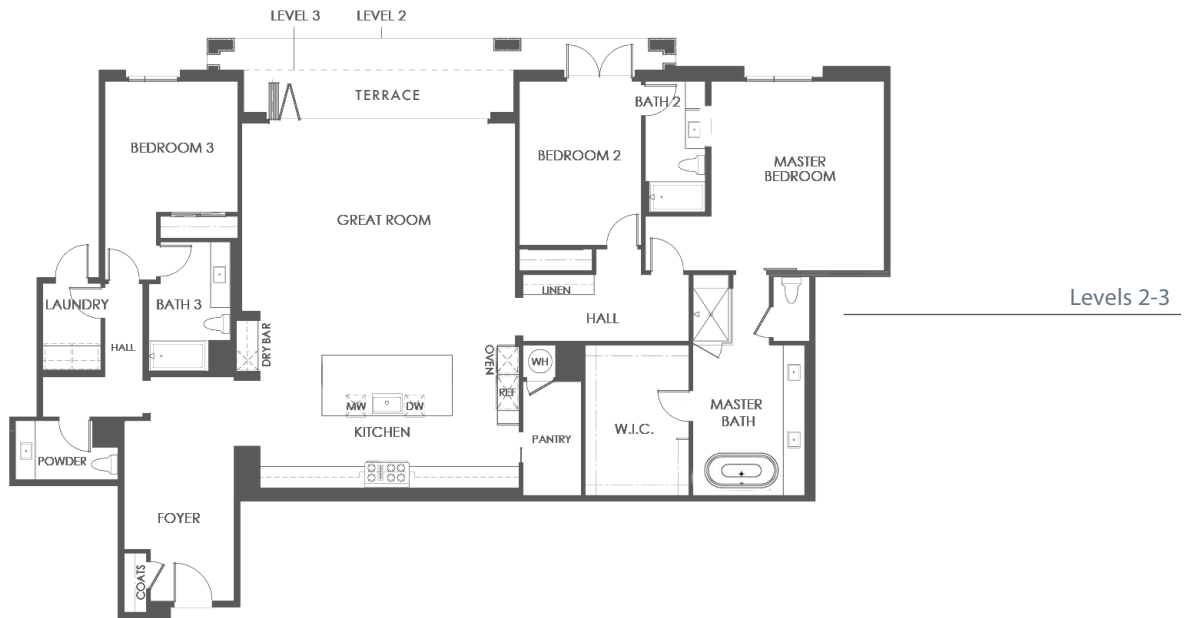 LEVEL 3
LEVEL 2
TERRACE
BATH 2
BEDROOM 3
BEDROOM 2
MASTER
BEDROOM
GREAT ROOM
LINEN
LAUNDRY
BATH 3
HALL
HALL
DRY BAR
OVEN
WH
REF
MW
DW
KITCHEN
PANTRY
W.I.C.
MASTER
BATH
POWDER
FOYER
COATS
Levels 2-3